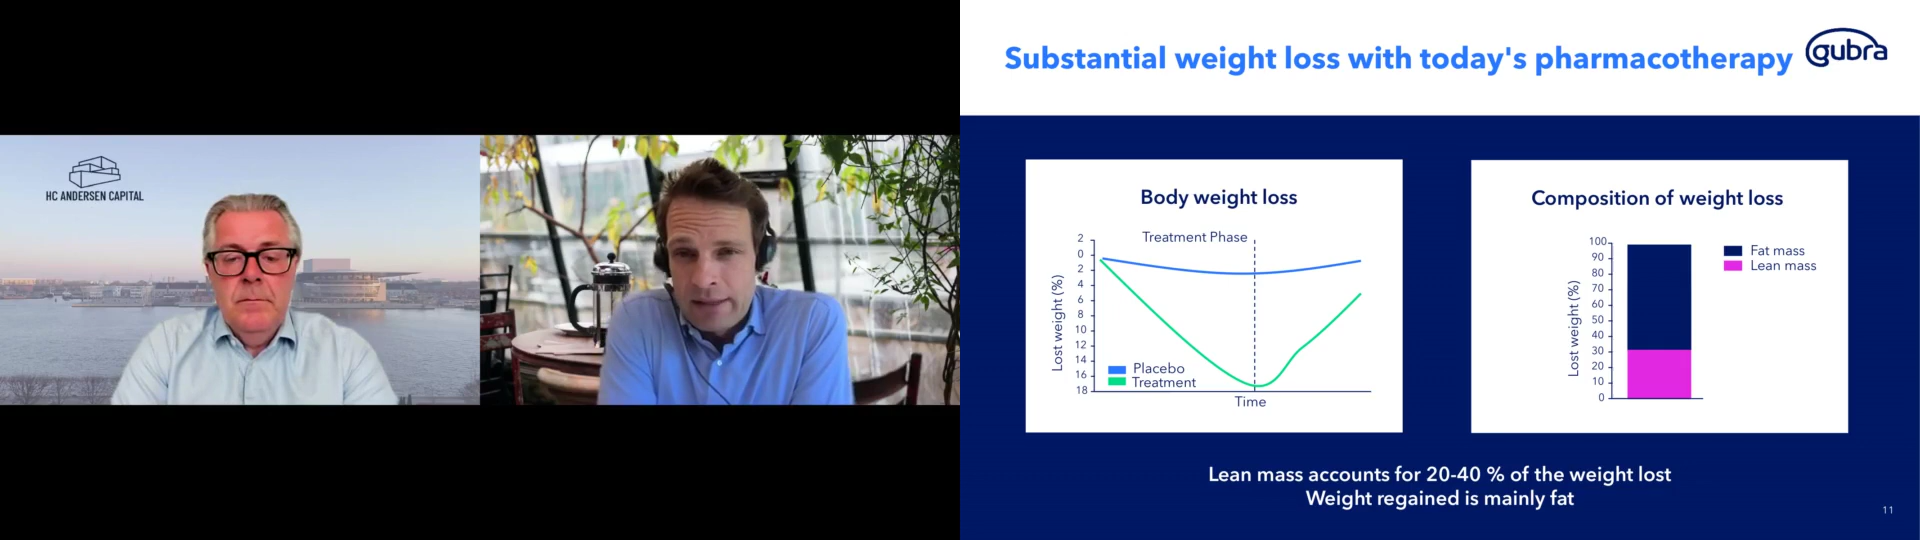 HC ANDERSEN CAPITAL
Substantial weight loss with today's pharmacotherapy
gubra
Body weight loss
Treatment Phase
Lost weight (%)
2
0
2
4
6
8
10
12
14
16
18
Placebo
Treatment
Time
Composition of weight loss
Lost weight (%)
100
90
80
70
60
50
40
30
20
10
0
Fat mass
Lean mass
Lean mass accounts for 20-40 % of the weight lost
Weight regained is mainly fat
11